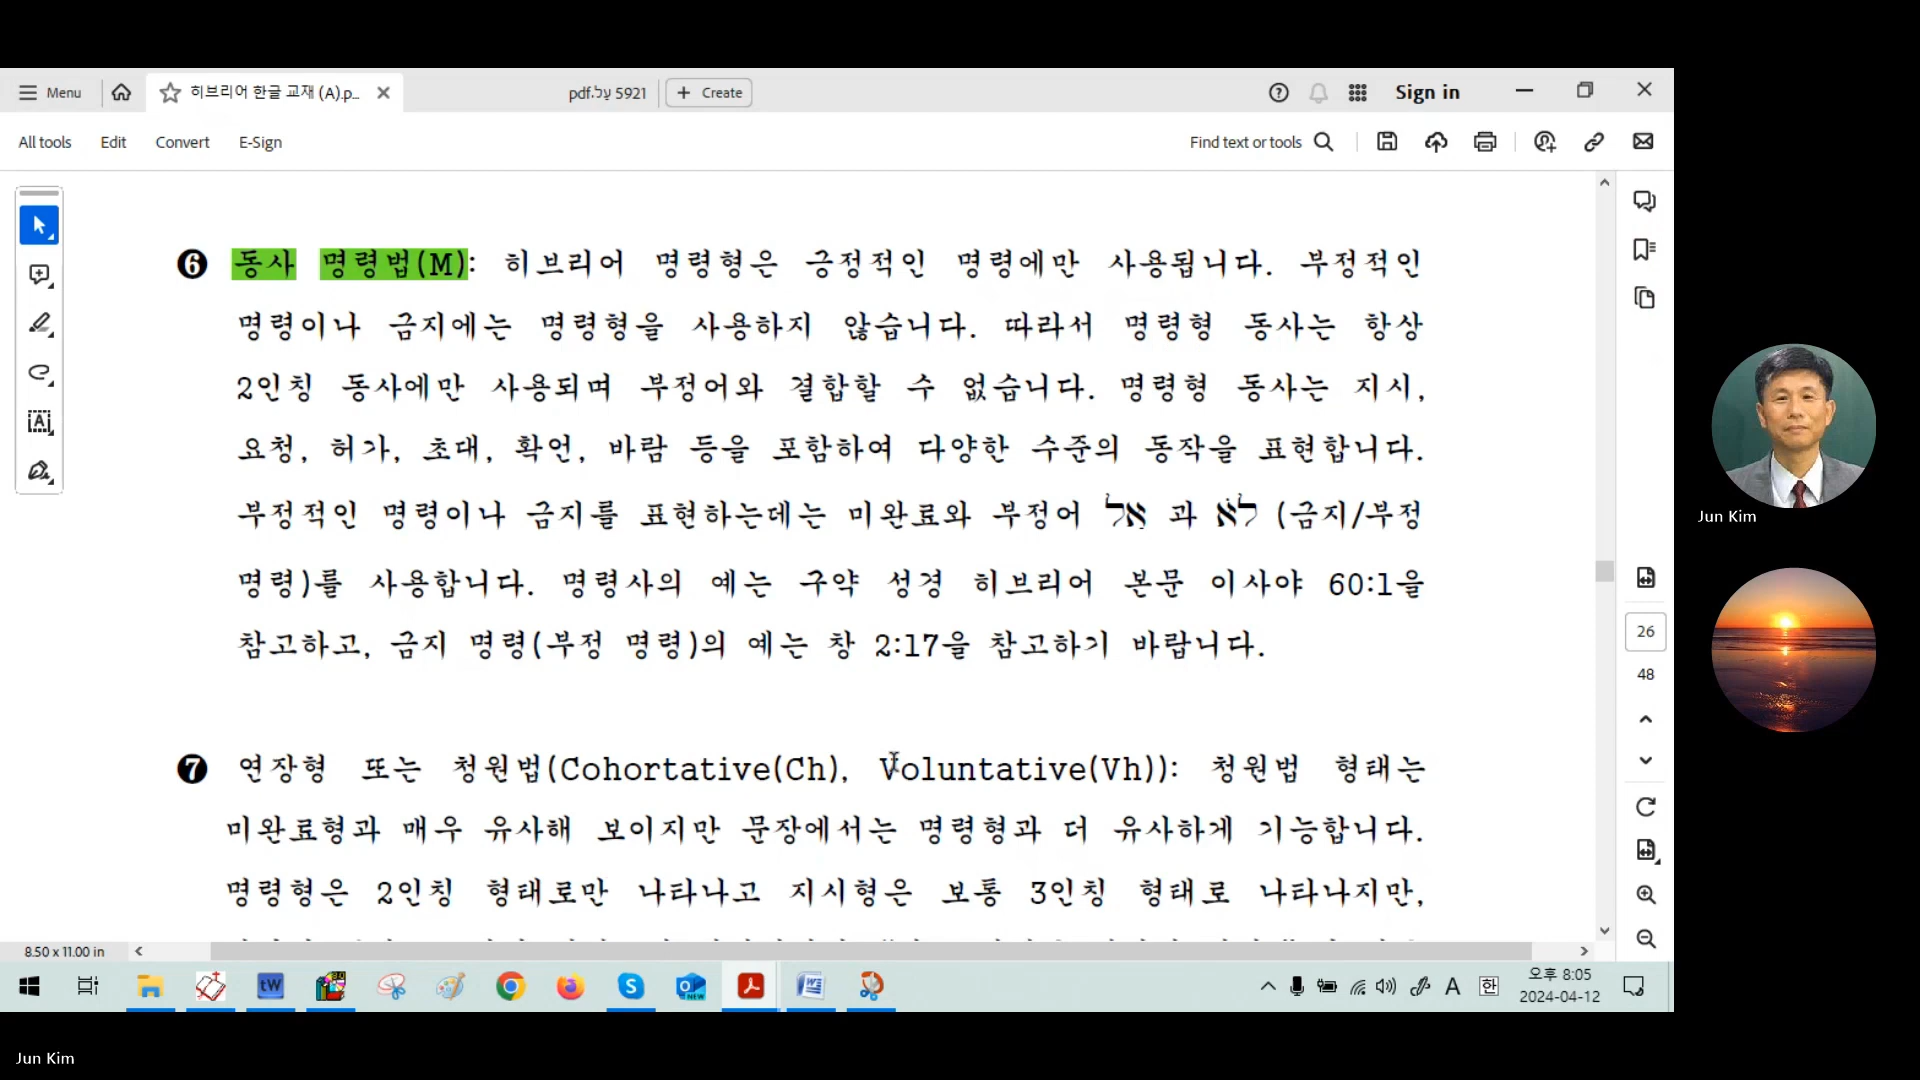 Menu
히브리어 한글 교재 (A).p...
5921 על.pdf
Create
Sign in
All tools
Edit
Convert
E-Sign
Find text or tools
❻ 동사 명령법(M): 히브리어 명령형은 긍정적인 명령에만 사용됩니다. 부정적인
명령이나 금지에는 명령형을 사용하지 않습니다. 따라서 명령형 동사는 항상
2인칭 동사에만 사용되며 부정어와 결합할 수 없습니다. 명령형 동사는 지시,
요청, 허가, 초대, 확언, 바람 등을 포함하여 다양한 수준의 동작을 표현합니다.
부정적인 명령이나 금지를 표현하는데는 미완료와 부정어 אַל 과 לֹא (금지/부정
명령)를 사용합니다. 명령사의 예는 구약 성경 히브리어 본문 이사야 60:1을
참고하고, 금지 명령(부정 명령)의 예는 창 2:17을 참고하기 바랍니다.
❼ 연장형 또는 청원법(Cohortative(Ch), Voluntative(Vh)): 청원법 형태는
미완료형과 매우 유사해 보이지만 문장에서는 명령형과 더 유사하게 기능합니다.
명령형은 2인칭 형태로만 나타나고 지시형은 보통 3인칭 형태로 나타나지만,
26
48
8.50 x 11.00 in
오후 8:05
2024-04-12
Jun Kim
Jun Kim